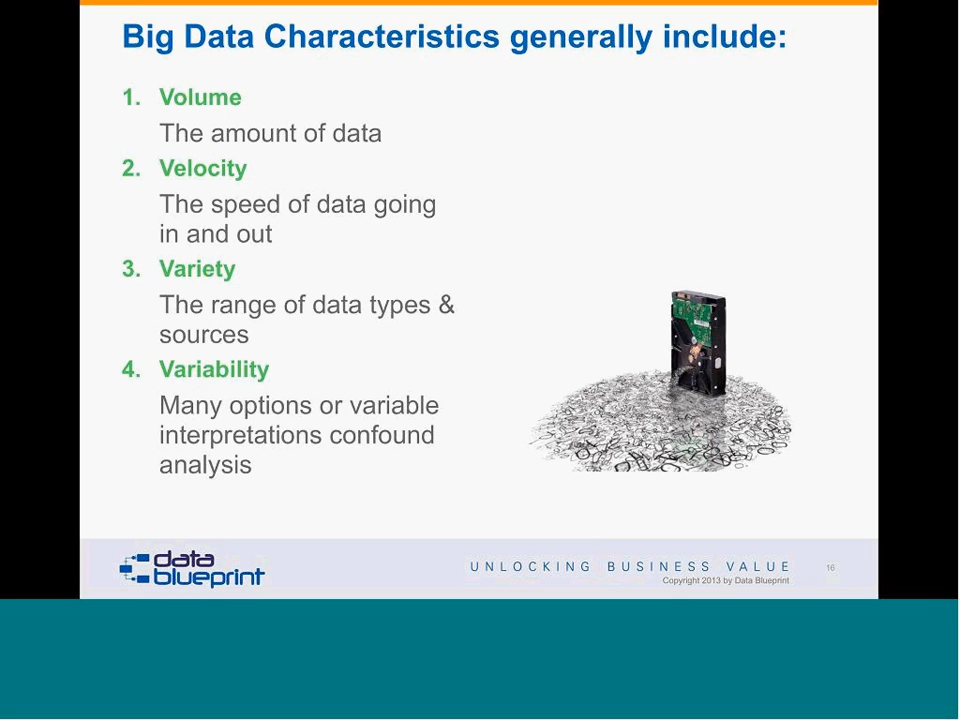 Big Data Characteristics generally include:
1. Volume
The amount of data
2. Velocity
The speed of data going
in and out
3. Variety
The range of data types &
sources
4. Variability
Many options or variable
interpretations confound
analysis
data
blueprint
UNLOCKING BUSINESS VALUE
Copyright 2013 by Data Blueprint
16